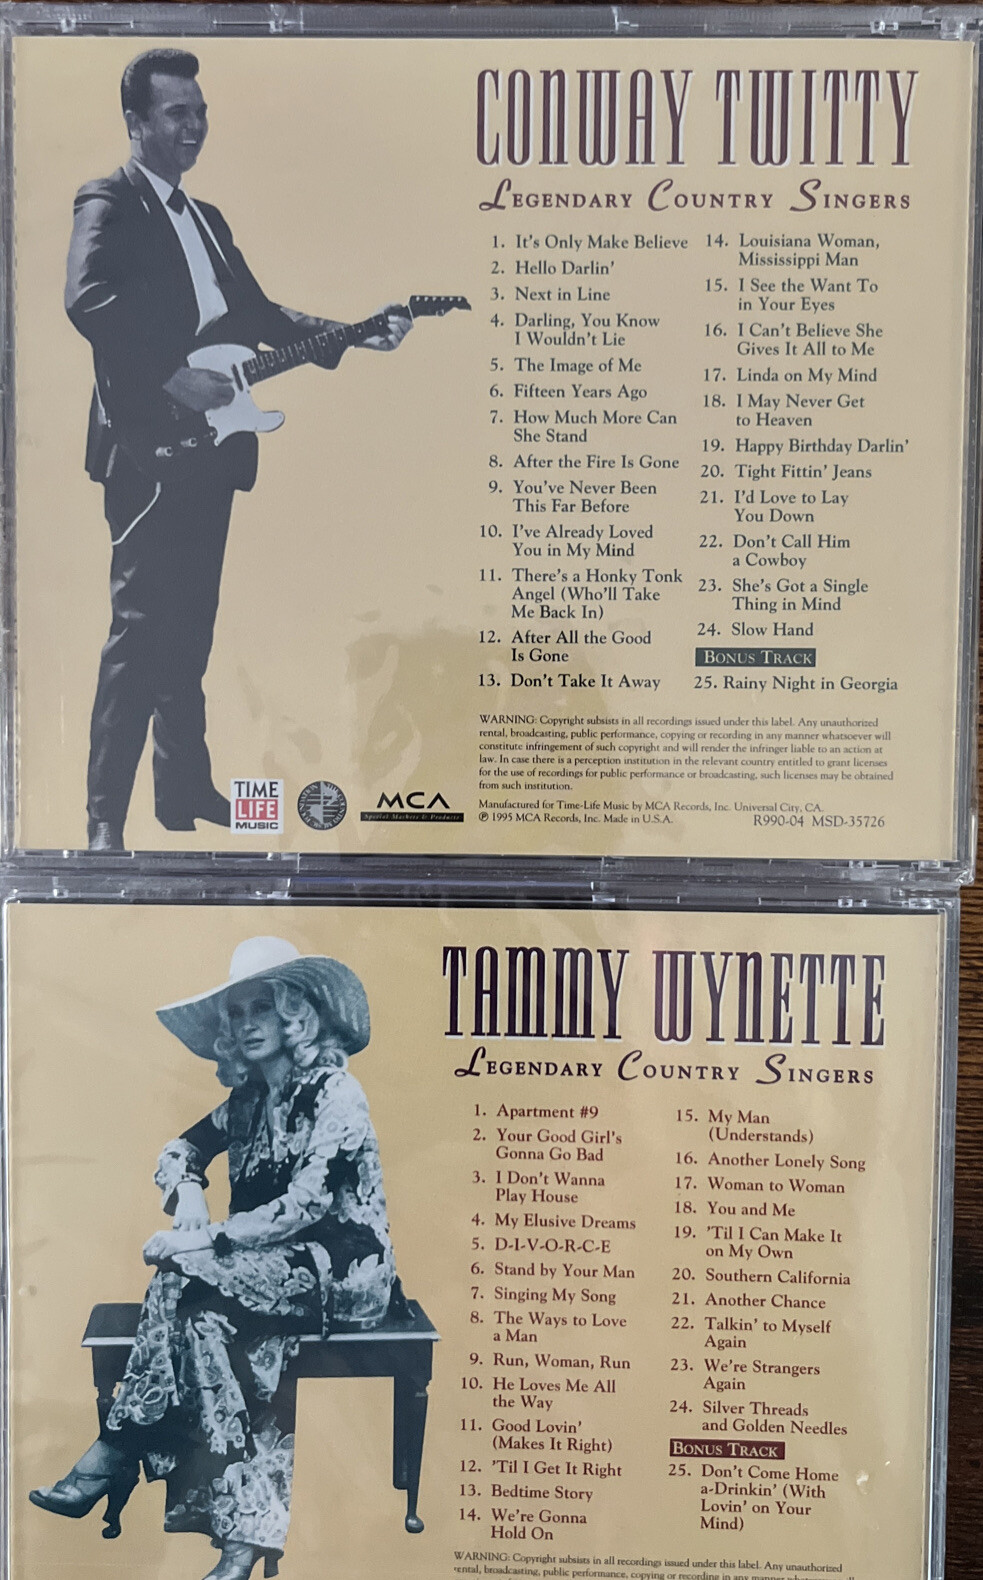 CONWAY TWITTY
LEGENDARY COUNTRY SINGERS
1. It's Only Make Believe
2. Hello Darlin'
3. Next in Line
4. Darling, You Know
I Wouldn't Lie
5. The Image of Me
6. Fifteen Years Ago
7. How Much More Can
She Stand
8. After the Fire Is Gone
9. You've Never Been
This Far Before
10. I've Already Loved
You in My Mind
11. There's a Honky Tonk
Angel (Who'll Take
Me Back In)
12. After All the Good
Is Gone
13. Don't Take It Away
14. Louisiana Woman,
Mississippi Man
15. I See the Want To
in Your Eyes
16. I Can't Believe She
Gives It All to Me
17. Linda on My Mind
18. I May Never Get
to Heaven
19. Happy Birthday Darlin'
20. Tight Fittin' Jeans
21. I'd Love to Lay
You Down
22. Don't Call Him
a Cowboy
23. She's Got a Single
Thing in Mind
24. Slow Hand
BONUS TRACK
25. Rainy Night in Georgia
WARNING: Copyright subsists in all recordings issued under this label. Any unauthorized
rental, broadcasting, public performance, copying or recording in any manner whatsoever will
constitute infringement of such copyright and will render the infringer liable to an action at
law. In case there is a perception institution in the relevant country entitled to grant licenses
for the use of recordings for public performance or broadcasting, such licenses may be obtained
from such institution.
Manufactured for Time-Life Music by MCA Records, Inc. Universal City, CA.
℗ 1995 MCA Records, Inc. Made in U.S.A.
R990-04 MSD-35726
TIME
LIFE
MUSIC
MCA
Special Markets & Products
TAMMY WYNETTE
LEGENDARY COUNTRY SINGERS
1. Apartment #9
2. Your Good Girl's
Gonna Go Bad
3. I Don't Wanna
Play House
4. My Elusive Dreams
5. D-I-V-O-R-C-E
6. Stand by Your Man
7. Singing My Song
8. The Ways to Love
a Man
9. Run, Woman, Run
10. He Loves Me All
the Way
11. Good Lovin'
(Makes It Right)
12. 'Til I Get It Right
13. Bedtime Story
14. We're Gonna
Hold On
15. My Man
(Understands)
16. Another Lonely Song
17. Woman to Woman
18. You and Me
19. 'Til I Can Make It
on My Own
20. Southern California
21. Another Chance
22. Talkin' to Myself
Again
23. We're Strangers
Again
24. Silver Threads
and Golden Needles
BONUS TRACK
25. Don't Come Home
a-Drinkin' (With
Lovin' on Your
Mind)
WARNING: Copyright subsists in all recordings issued under this label. Any unauthorized
rental, broadcasting, public performance, copying or recording in any manner